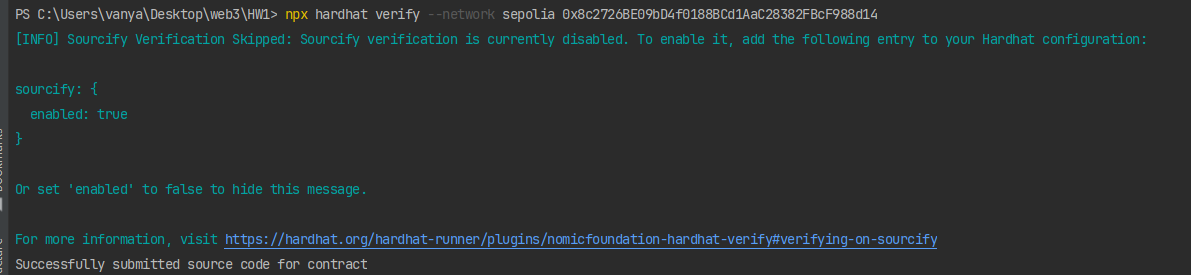 PS C:\Users\vanya\Desktop\web3\HW1> npx hardhat verify --network sepolia 0x8c2726BE09bD4f0188BCd1AaC28382FBcF988d14
[INFO] Sourcify Verification Skipped: Sourcify verification is currently disabled. To enable it, add the following entry to your Hardhat configuration:
sourcify: {
enabled: true
}
Or set 'enabled' to false to hide this message.
For more information, visit https://hardhat.org/hardhat-runner/plugins/nomicfoundation-hardhat-verify#verifying-on-sourcify
Successfully submitted source code for contract